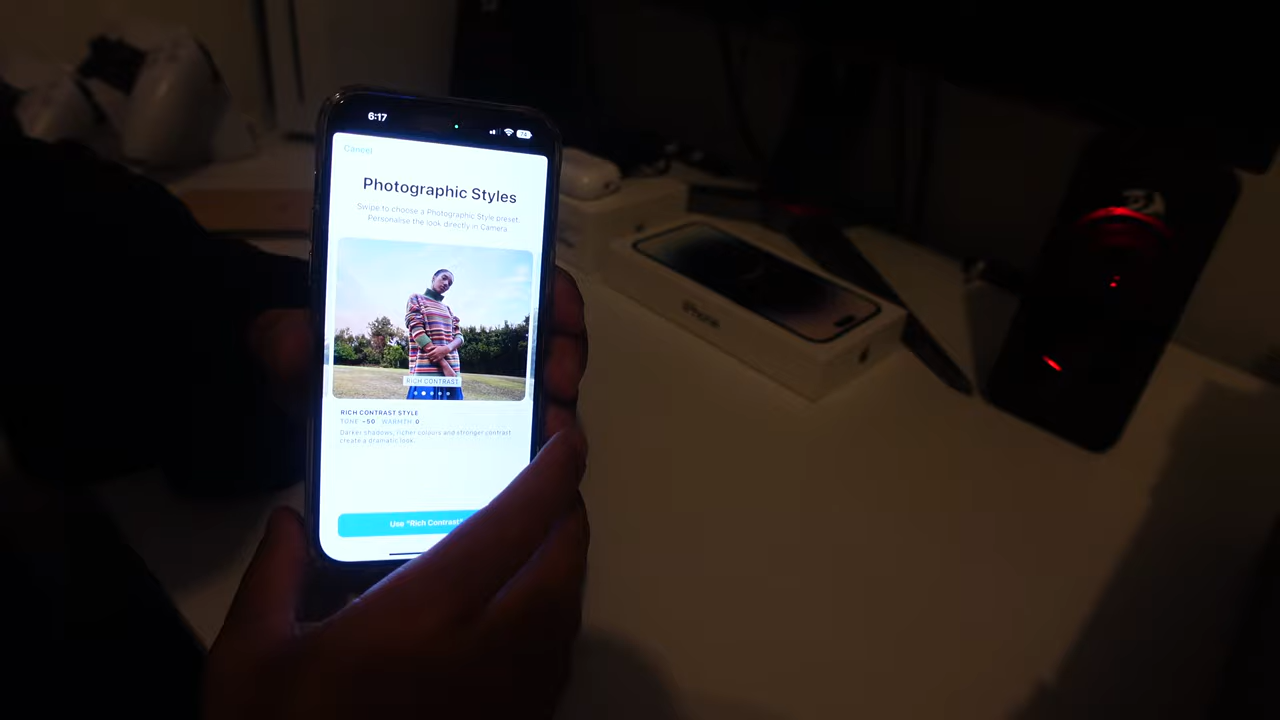 6:17
74
Cancel
Photographic Styles
Swipe to choose a Photographic Style preset.
Personalise the look directly in Camera
RICH CONTRAST
RICH CONTRAST STYLE
TONE -50 WARMTH 0
Darker shadows, richer colours and stronger contrast
create a dramatic look.
Use "Rich Contrast"
iPhone